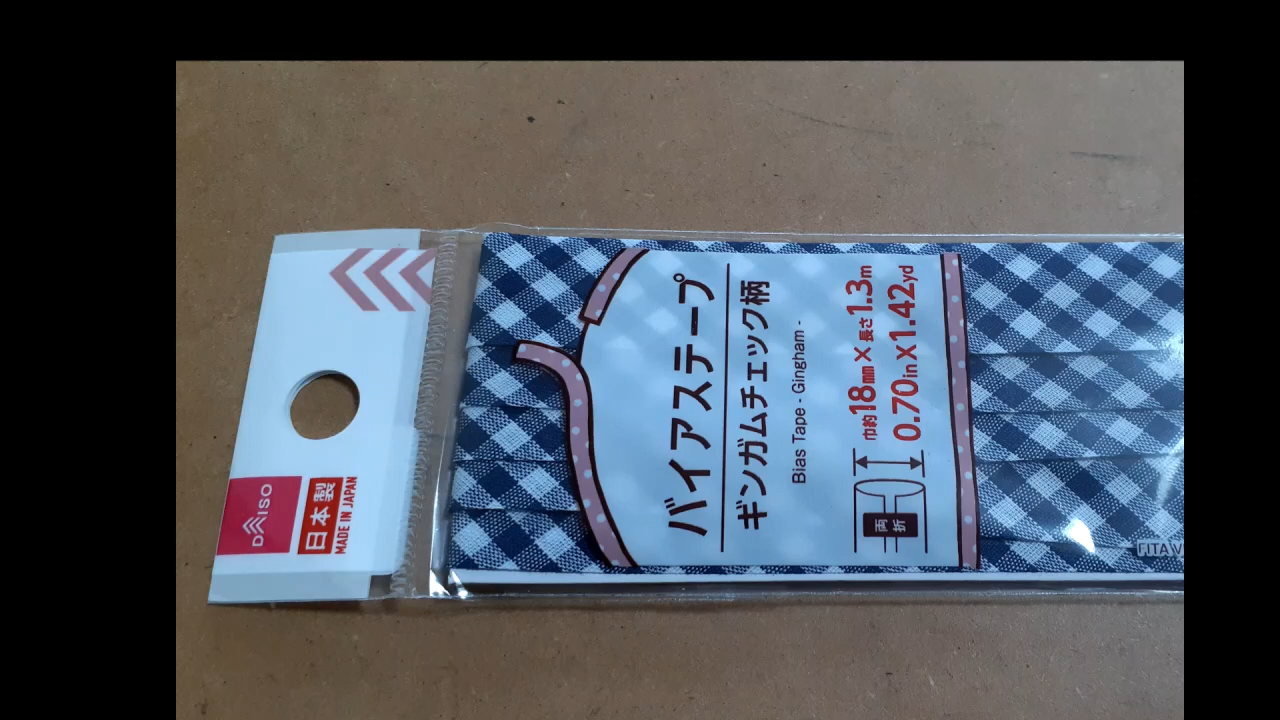 DAISO
日本製
MADE IN JAPAN
バイアステープ
ギンガムチェック柄
Bias Tape - Gingham -
両折
巾約18mm×長さ1.3m
0.70in×1.42yd
FITA V